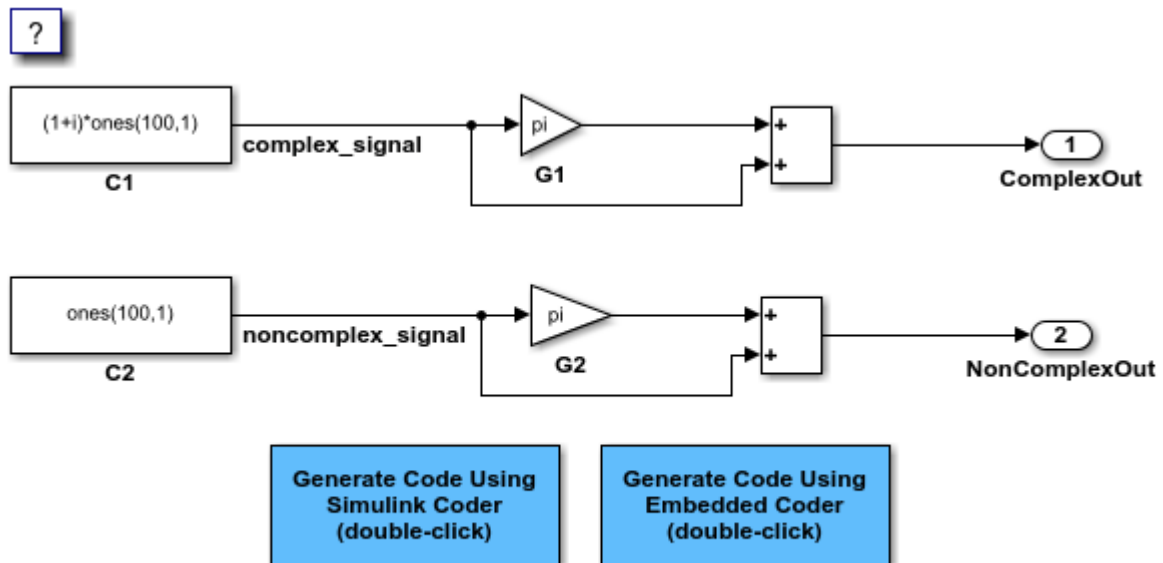 ?
(1+i)*ones(100,1)
complex_signal
C1
pi
G1
+
+
1
ComplexOut
ones(100,1)
noncomplex_signal
C2
pi
G2
+
+
2
NonComplexOut
Generate Code Using
Simulink Coder
(double-click)
Generate Code Using
Embedded Coder
(double-click)